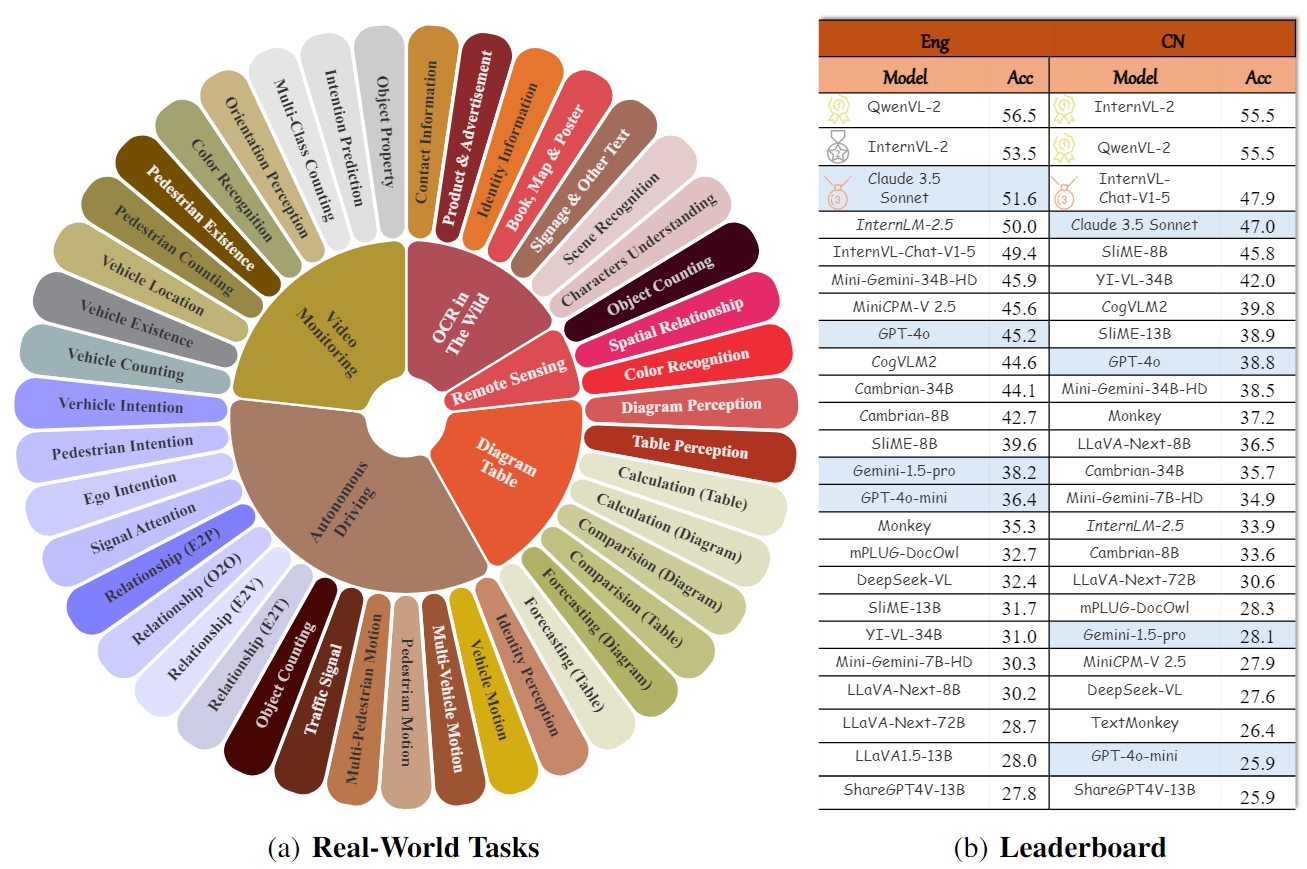 Object Property
Contact Information
Product & Advertisement
Identity Information
Book, Map & Poster
Signage & Other Text
Scene Recognition
Characters Understanding
Object Counting
Spatial Relationship
Color Recognition
Diagram Perception
Table Perception
Calculation (Table)
Calculation (Diagram)
Comparision (Diagram)
Comparision (Table)
Forecasting (Diagram)
Forecasting (Table)
Identity Perception
Vehicle Motion
Multi-Vehicle Motion
Pedestrian Motion
Multi-Pedestrian Motion
Traffic Signal
Object Counting
Relationship (E2T)
Relationship (E2V)
Relationship (O2O)
Relationship (E2P)
Signal Attention
Ego Intention
Pedestrian Intention
Verhicle Intention
Vehicle Counting
Vehicle Existence
Vehicle Location
Pedestrian Counting
Pedestrian Existence
Color Recognition
Orientation Perception
Multi-Class Counting
Intention Prediction
Video
Monitoring
OCR in
The Wild
Remote Sensing
Diagram
Table
Autonomous
Driving
(a) Real-World Tasks
Eng CN
Model Acc Model Acc
1 QwenVL-2 56.5 1 InternVL-2 55.5
2 InternVL-2 53.5 1 QwenVL-2 55.5
3 Claude 3.5 Sonnet 51.6 3 InternVL-Chat-V1-5 47.9
InternLM-2.5 50.0 Claude 3.5 Sonnet 47.0
InternVL-Chat-V1-5 49.4 SliME-8B 45.8
Mini-Gemini-34B-HD 45.9 YI-VL-34B 42.0
MiniCPM-V 2.5 45.6 CogVLM2 39.8
GPT-4o 45.2 SliME-13B 38.9
CogVLM2 44.6 GPT-4o 38.8
Cambrian-34B 44.1 Mini-Gemini-34B-HD 38.5
Cambrian-8B 42.7 Monkey 37.2
SliME-8B 39.6 LLaVA-Next-8B 36.5
Gemini-1.5-pro 38.2 Cambrian-34B 35.7
GPT-4o-mini 36.4 Mini-Gemini-7B-HD 34.9
Monkey 35.3 InternLM-2.5 33.9
mPLUG-DocOwl 32.7 Cambrian-8B 33.6
DeepSeek-VL 32.4 LLaVA-Next-72B 30.6
SliME-13B 31.7 mPLUG-DocOwl 28.3
YI-VL-34B 31.0 Gemini-1.5-pro 28.1
Mini-Gemini-7B-HD 30.3 MiniCPM-V 2.5 27.9
LLaVA-Next-8B 30.2 DeepSeek-VL 27.6
LLaVA-Next-72B 28.7 TextMonkey 26.4
LLaVA1.5-13B 28.0 GPT-4o-mini 25.9
ShareGPT4V-13B 27.8 ShareGPT4V-13B 25.9
(b) Leaderboard